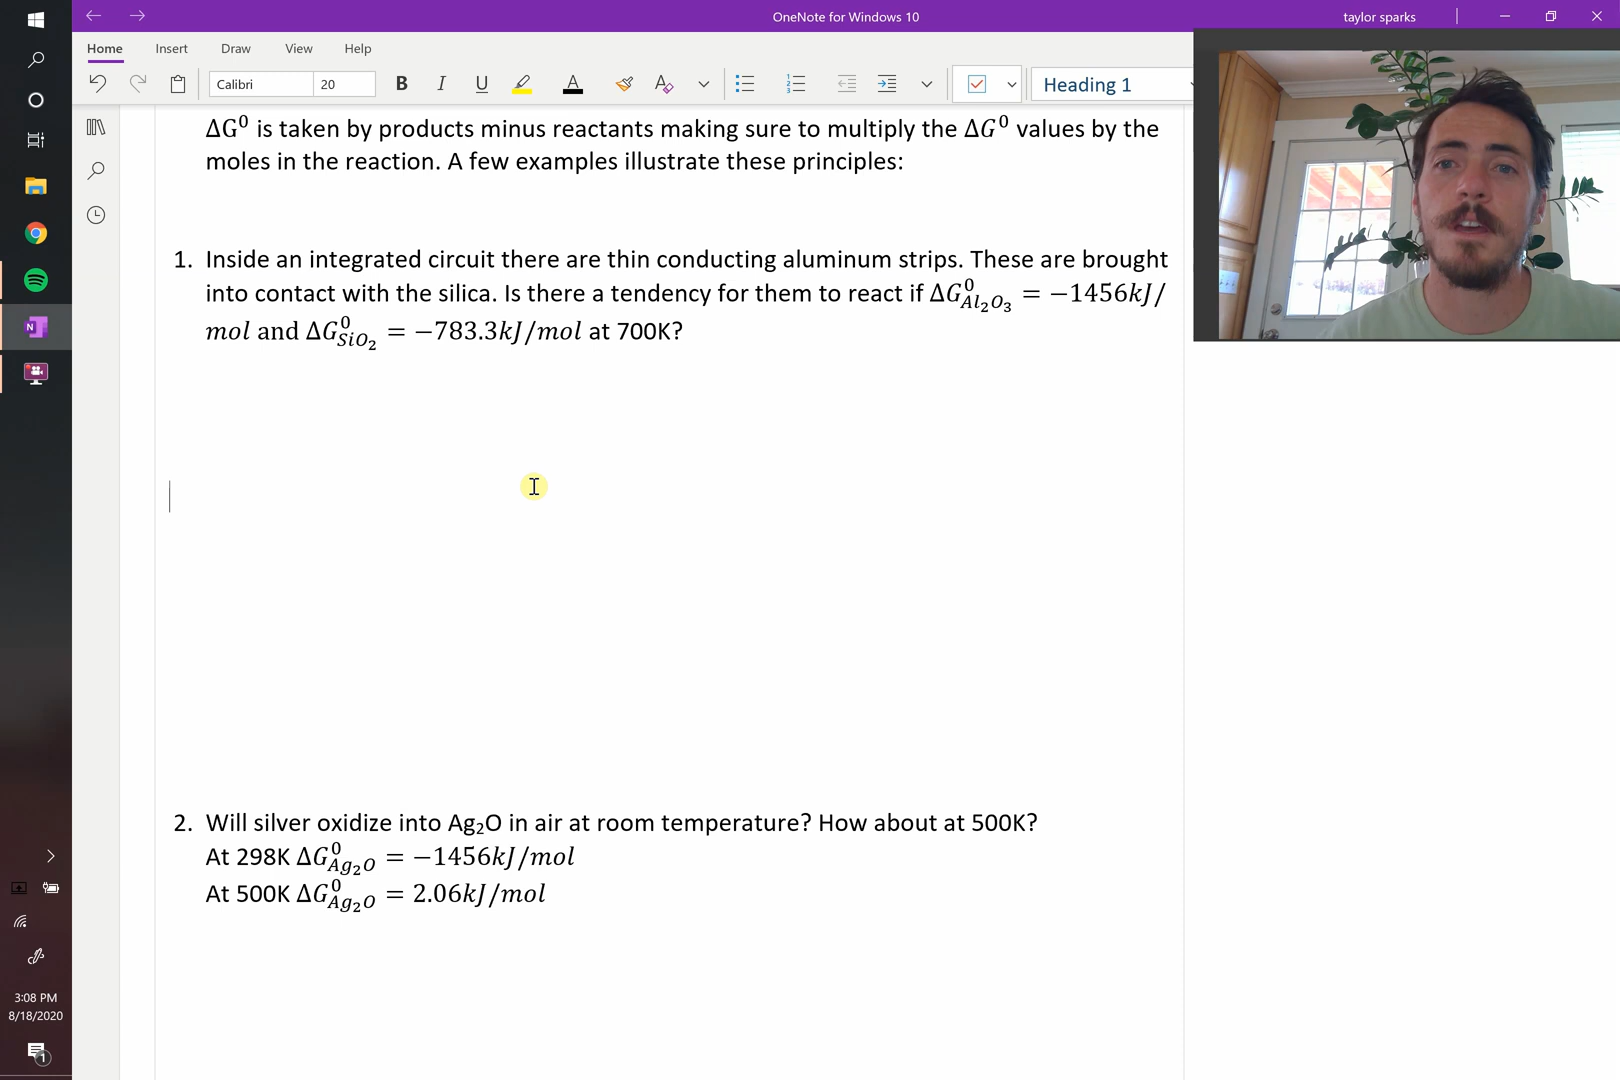 OneNote for Windows 10
taylor sparks
Home Insert Draw View Help
Calibri 20 B I U A A Heading 1
ΔG⁰ is taken by products minus reactants making sure to multiply the ΔG⁰ values by the
moles in the reaction. A few examples illustrate these principles:
1. Inside an integrated circuit there are thin conducting aluminum strips. These are brought
into contact with the silica. Is there a tendency for them to react if ΔG⁰Al₂O₃ = −1456kJ/
mol and ΔG⁰SiO₂ = −783.3kJ/mol at 700K?
2. Will silver oxidize into Ag₂O in air at room temperature? How about at 500K?
At 298K ΔG⁰Ag₂O = −1456kJ/mol
At 500K ΔG⁰Ag₂O = 2.06kJ/mol
3:08 PM
8/18/2020
1